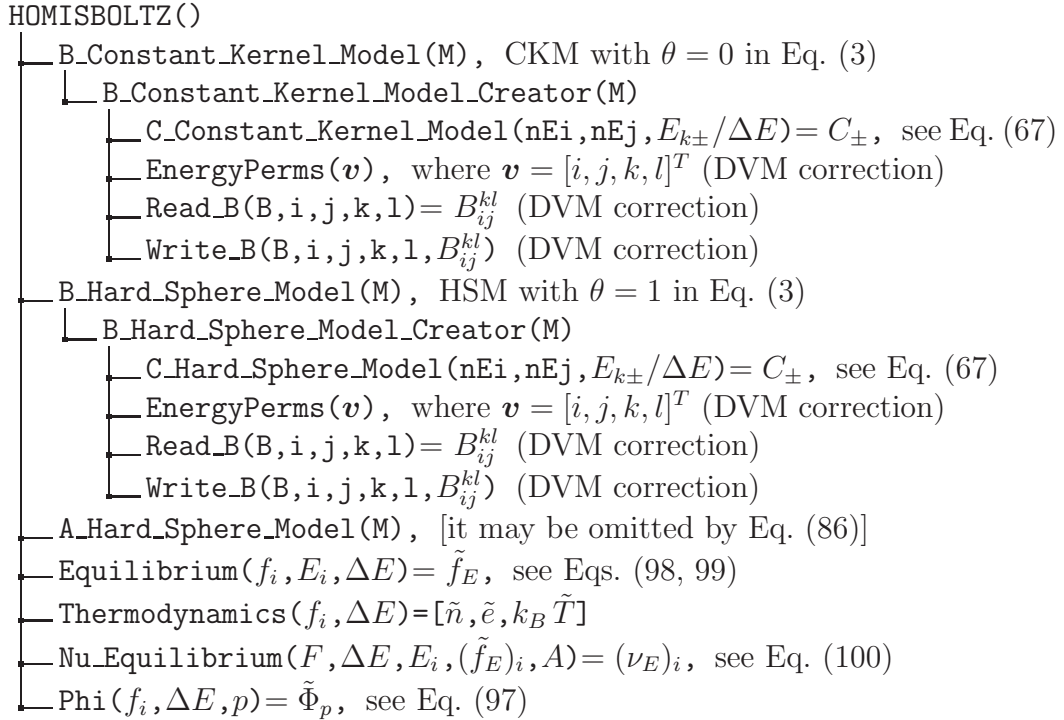 HOMISBOLTZ()
B_Constant_Kernel_Model(M), CKM with θ = 0 in Eq. (3)
B_Constant_Kernel_Model_Creator(M)
C_Constant_Kernel_Model(nEi,nEj,E_{k±}/ΔE)= C_±, see Eq. (67)
EnergyPerms(v), where v = [i, j, k, l]^T (DVM correction)
Read_B(B,i,j,k,l)= B_{ij}^{kl} (DVM correction)
Write_B(B,i,j,k,l,B_{ij}^{kl}) (DVM correction)
B_Hard_Sphere_Model(M), HSM with θ = 1 in Eq. (3)
B_Hard_Sphere_Model_Creator(M)
C_Hard_Sphere_Model(nEi,nEj,E_{k±}/ΔE)= C_±, see Eq. (67)
EnergyPerms(v), where v = [i, j, k, l]^T (DVM correction)
Read_B(B,i,j,k,l)= B_{ij}^{kl} (DVM correction)
Write_B(B,i,j,k,l,B_{ij}^{kl}) (DVM correction)
A_Hard_Sphere_Model(M), [it may be omitted by Eq. (86)]
Equilibrium(f_i,E_i,ΔE)= f̃_E, see Eqs. (98, 99)
Thermodynamics(f_i,ΔE)=[ñ,ẽ,k_B T̃]
Nu_Equilibrium(F,ΔE,E_i,(f̃_E)_i,A)= (ν_E)_i, see Eq. (100)
Phi(f_i,ΔE,p)= Φ̃_p, see Eq. (97)